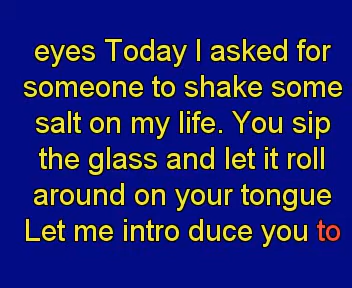 eyes Today I asked for
someone to shake some
salt on my life. You sip
the glass and let it roll
around on your tongue
Let me intro duce you to